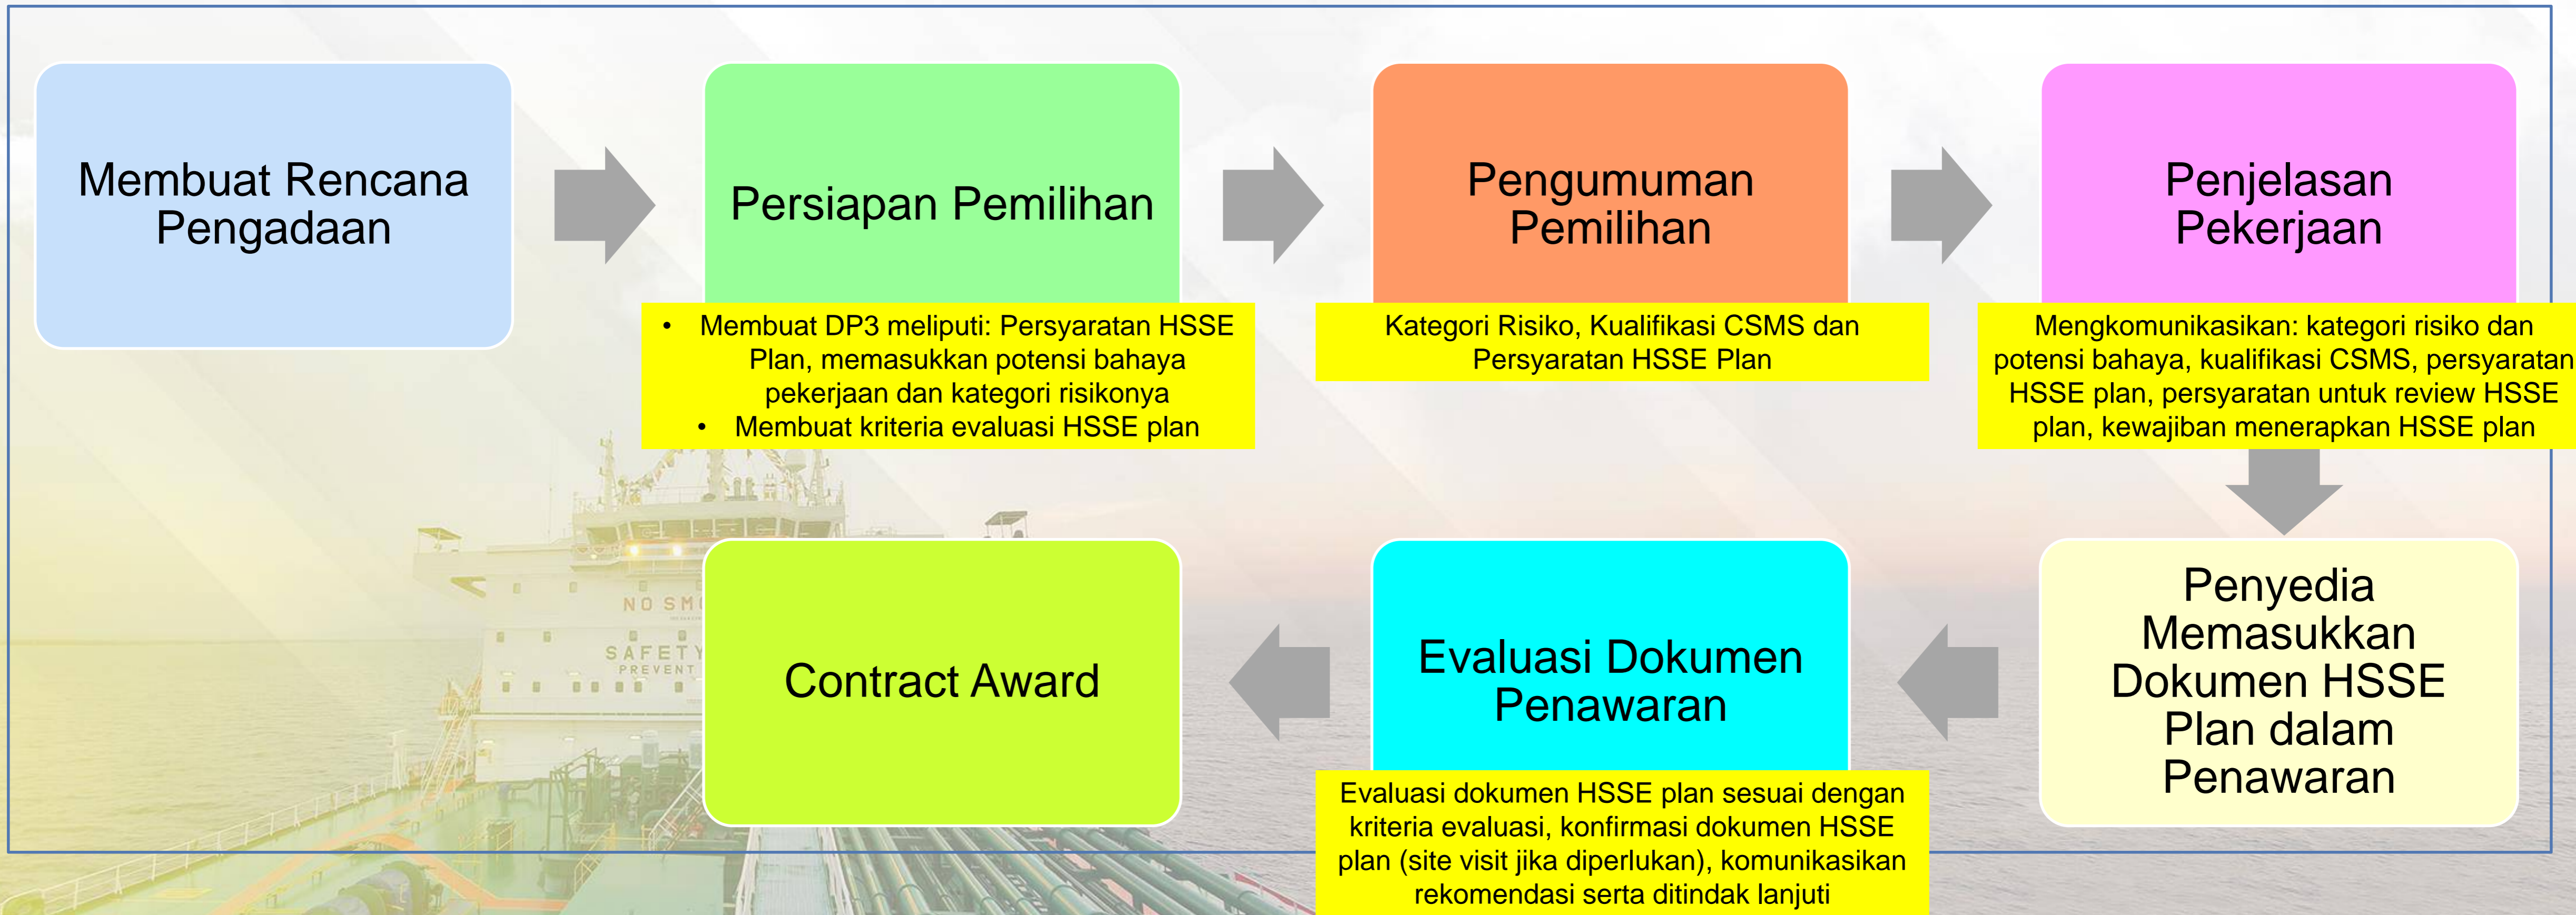 Membuat Rencana
Pengadaan
Persiapan Pemilihan
• Membuat DP3 meliputi: Persyaratan HSSE
Plan, memasukkan potensi bahaya
pekerjaan dan kategori risikonya
• Membuat kriteria evaluasi HSSE plan
Pengumuman
Pemilihan
Kategori Risiko, Kualifikasi CSMS dan
Persyaratan HSSE Plan
Penjelasan
Pekerjaan
Mengkomunikasikan: kategori risiko dan
potensi bahaya, kualifikasi CSMS, persyaratan
HSSE plan, persyaratan untuk review HSSE
plan, kewajiban menerapkan HSSE plan
Penyedia
Memasukkan
Dokumen HSSE
Plan dalam
Penawaran
Evaluasi Dokumen
Penawaran
Evaluasi dokumen HSSE plan sesuai dengan
kriteria evaluasi, konfirmasi dokumen HSSE
plan (site visit jika diperlukan), komunikasikan
rekomendasi serta ditindak lanjuti
Contract Award
NO SM
SAFETY
PREVENT